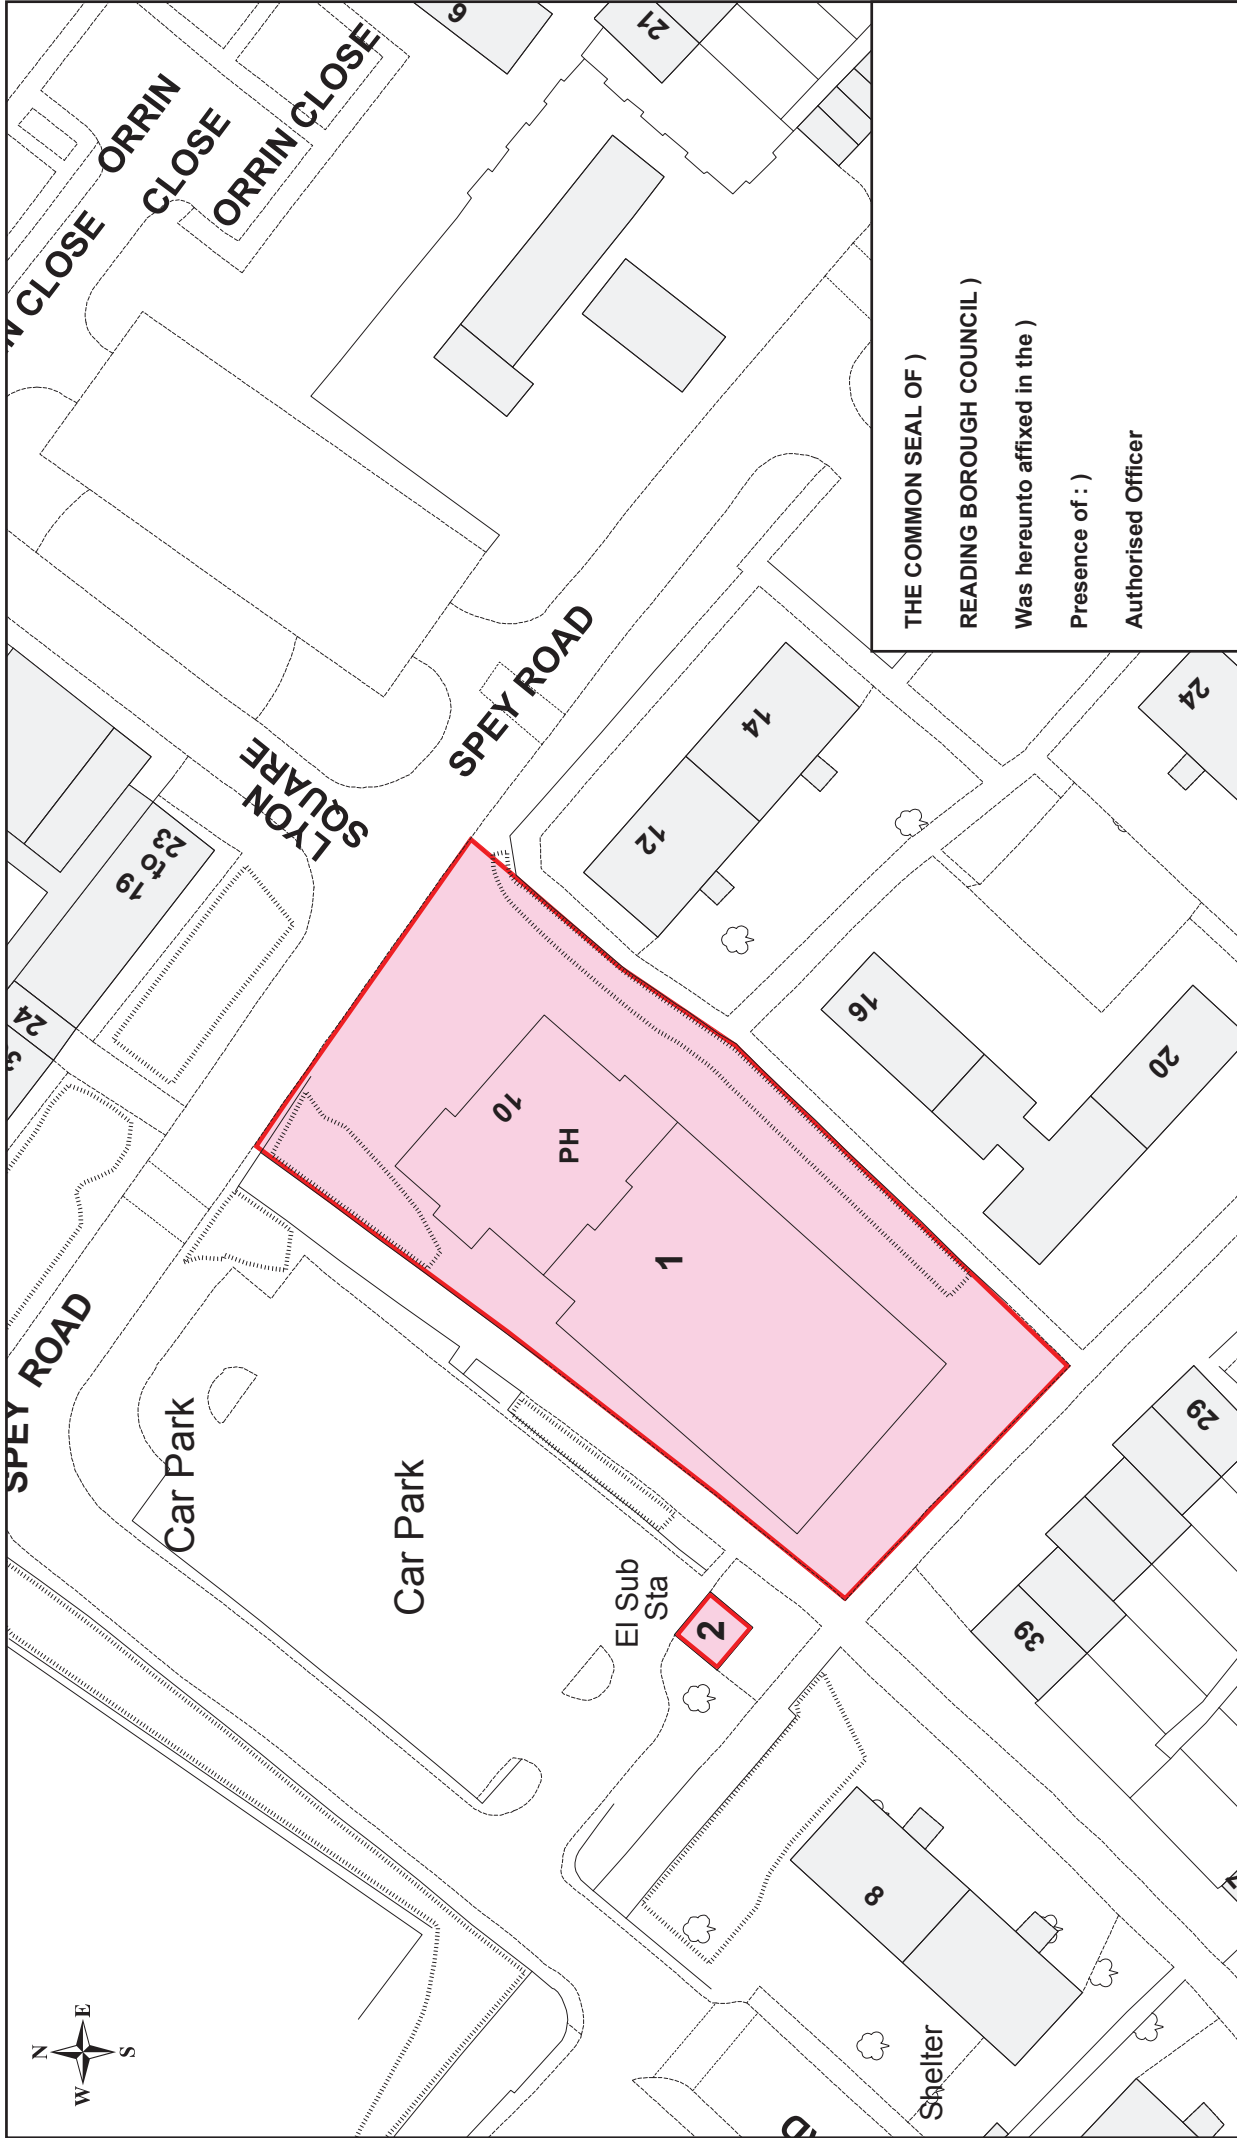 N
W
E
S
SPEY ROAD
Car Park
Car Park
El Sub
Sta
2
1
PH
10
24
19
to
23
LYON
SQUARE
SPEY ROAD
N CLOSE
ORRIN
CLOSE
ORRIN CLOSE
6
21
12
14
16
20
24
29
39
8
Shelter
THE COMMON SEAL OF )
READING BOROUGH COUNCIL )
Was hereunto affixed in the )
Presence of : )
Authorised Officer